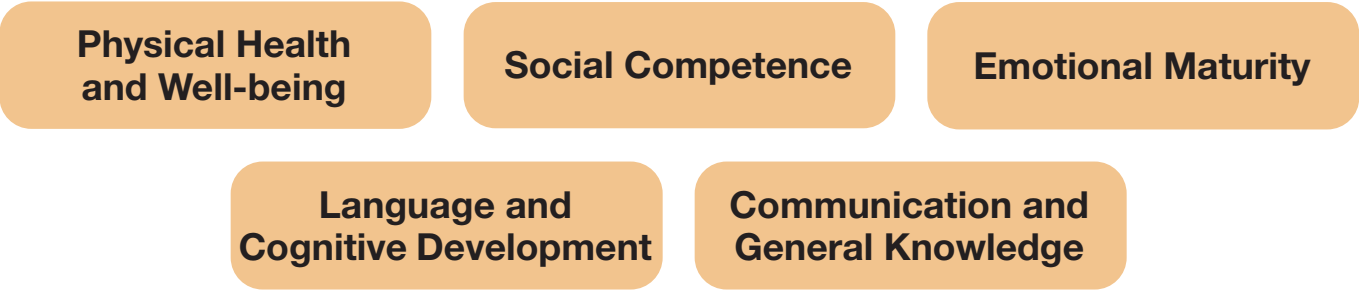 Physical Health
and Well-being
Social Competence
Emotional Maturity
Language and
Cognitive Development
Communication and
General Knowledge